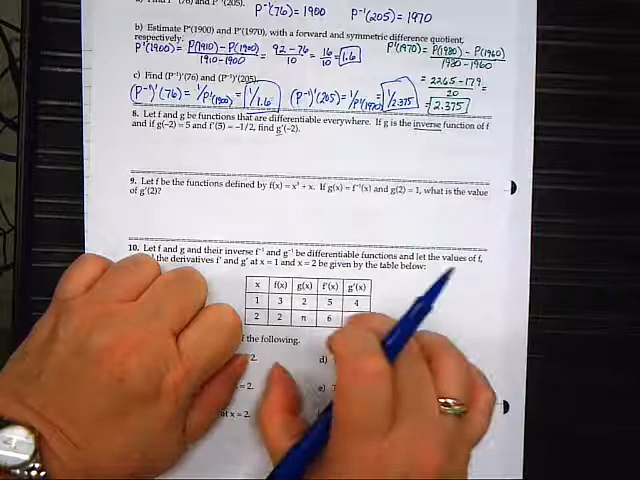 P⁻¹(76) = 1900 P⁻¹(205) = 1970
b) Estimate P'(1900) and P'(1970), with a forward and symmetric difference quotient,
respectively.
P'(1900) = P(1910) − P(1900) / 1910−1900 = 92−76 / 10 = 16/10 = 1.6
P'(1970) = P(1980) − P(1960) / 1980−1960
= 226.5−179 / 20 =
= 2.375
c) Find (P⁻¹)'(76) and (P⁻¹)'(205).
(P⁻¹)'(76) = 1/P'(1900) = 1/1.6 (P⁻¹)'(205) = 1/P'(1970) = 1/2.375
8. Let f and g be functions that are differentiable everywhere. If g is the inverse function of f
and if g(−2) = 5 and f'(5) = −1/2, find g'(−2).
9. Let f be the functions defined by f(x) = x³ + x. If g(x) = f⁻¹(x) and g(2) = 1, what is the value
of g'(2)?
10. Let f and g and their inverse f⁻¹ and g⁻¹ be differentiable functions and let the values of f,
the derivatives f' and g' at x = 1 and x = 2 be given by the table below:
x f(x) g(x) f'(x) g'(x)
1 3 2 5 4
2 2 π 6
f the following.
2. d)
= 2. e)
at x = 2.